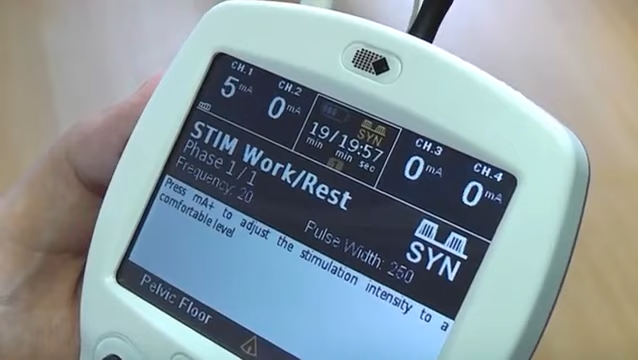 CH.1 CH.2 CH.3 CH.4
5 mA 0 mA 0 mA 0 mA
SYN
19/19:57
min min sec
STIM Work/Rest
Phase 1/1
Frequency: 20
Pulse Width: 250
SYN
Press mA+ to adjust the stimulation intensity to a
comfortable level
Pelvic Floor